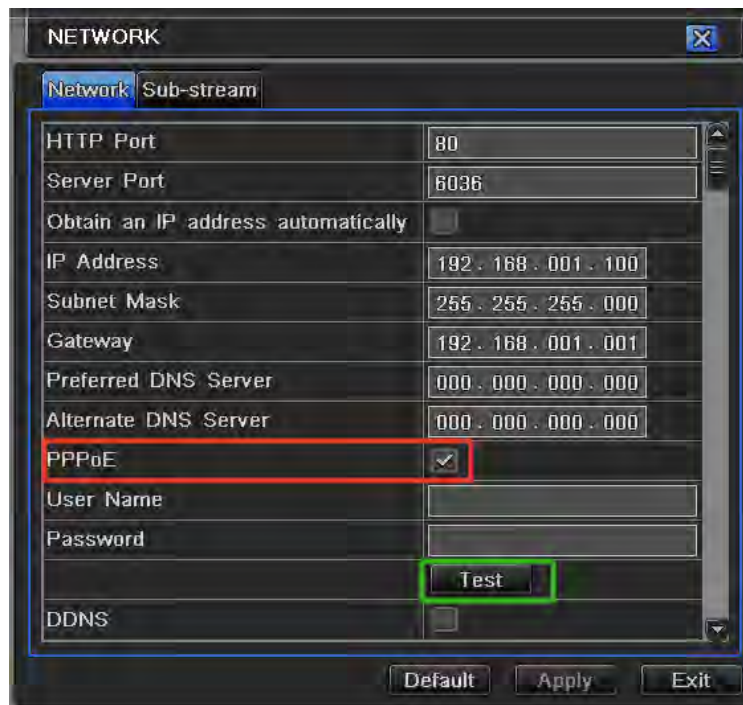 NETWORK
Network Sub-stream
HTTP Port 80
Server Port 6036
Obtain an IP address automatically
IP Address 192 . 168 . 001 . 100
Subnet Mask 255 . 255 . 255 . 000
Gateway 192 . 168 . 001 . 001
Preferred DNS Server 000 . 000 . 000 . 000
Alternate DNS Server 000 . 000 . 000 . 000
PPPoE
User Name
Password
Test
DDNS
Default Apply Exit